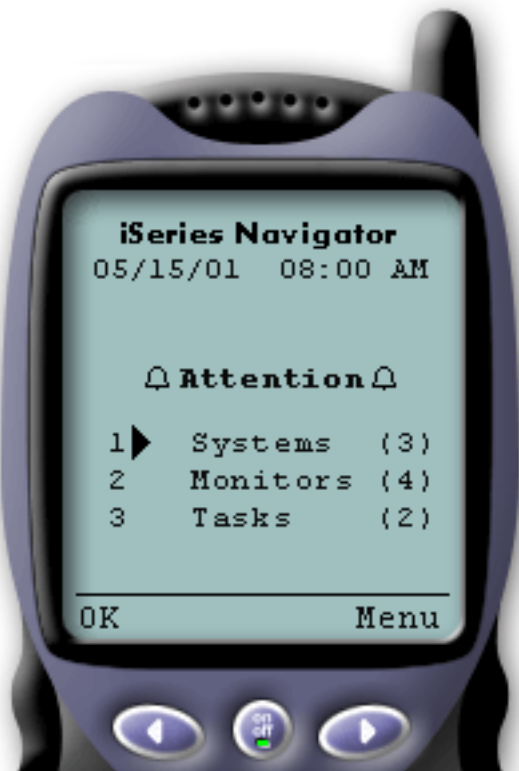 iSeries Navigator
05/15/01 08:00 AM
Attention
1 Systems (3)
2 Monitors (4)
3 Tasks (2)
OK Menu
on
off